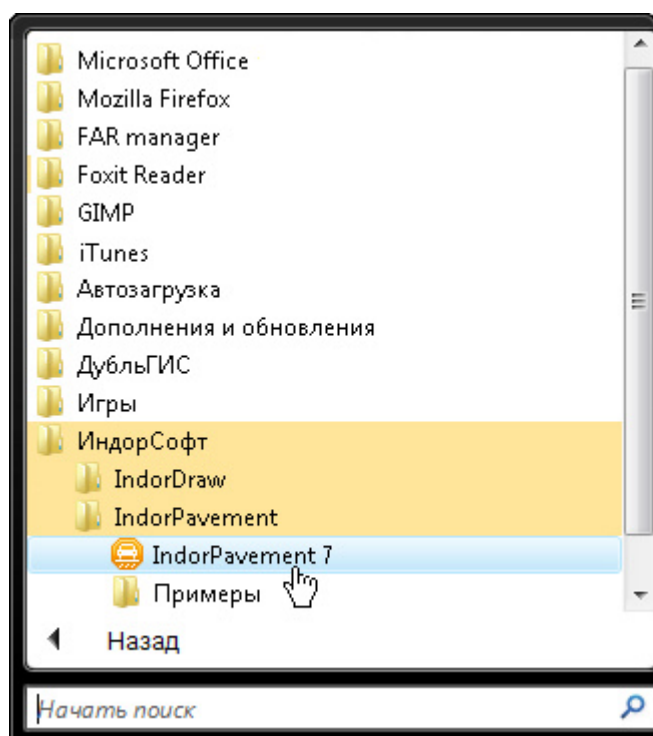 Microsoft Office
Mozilla Firefox
FAR manager
Foxit Reader
GIMP
iTunes
Автозагрузка
Дополнения и обновления
ДубльГИС
Игры
ИндорСофт
IndorDraw
IndorPavement
IndorPavement 7
Примеры
Назад
Начать поиск